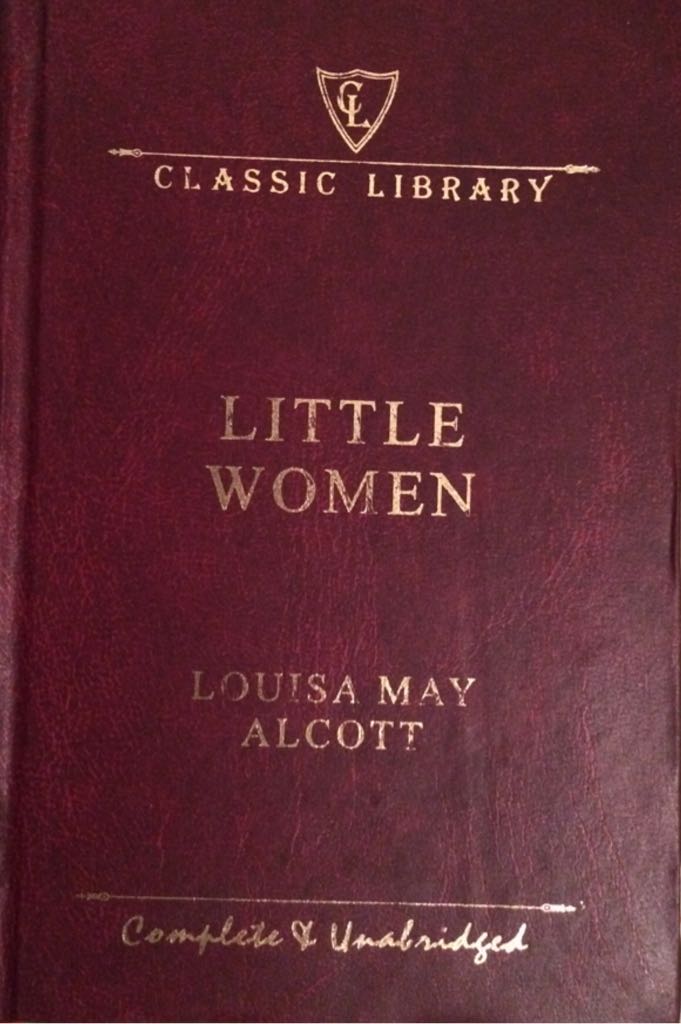 CL
CLASSIC LIBRARY
LITTLE
WOMEN
LOUISA MAY
ALCOTT
Complete & Unabridged